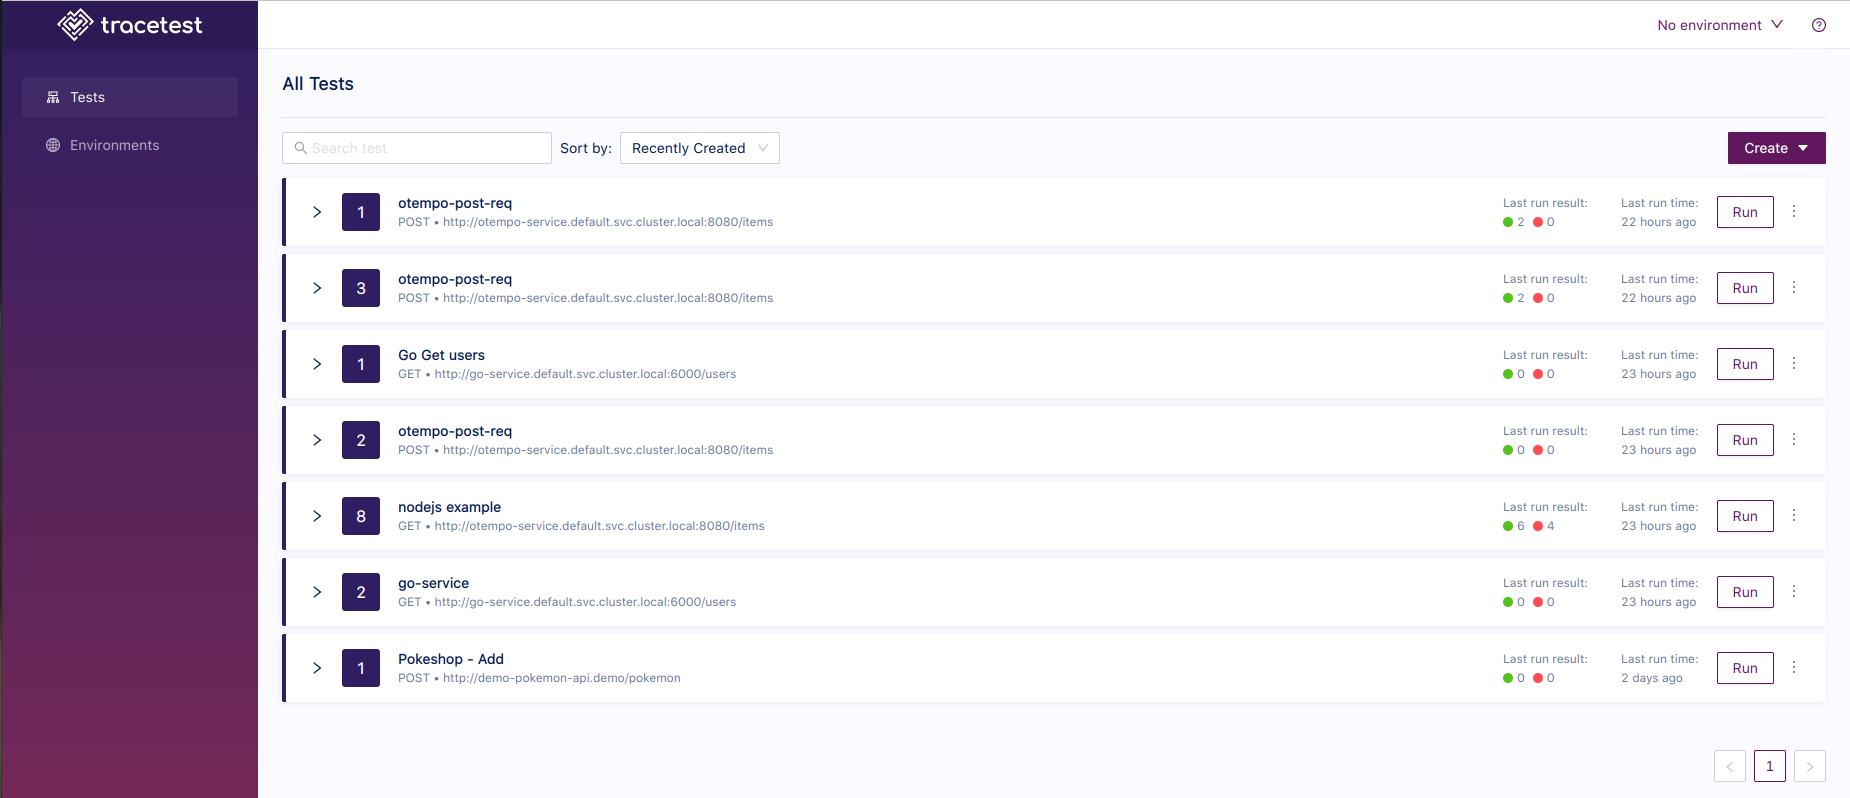 tracetest
No environment
Tests
Environments
All Tests
Search test
Sort by:
Recently Created
Create
1
otempo-post-req
POST • http://otempo-service.default.svc.cluster.local:8080/items
Last run result:
2 0
Last run time:
22 hours ago
Run
3
otempo-post-req
POST • http://otempo-service.default.svc.cluster.local:8080/items
Last run result:
2 0
Last run time:
22 hours ago
Run
1
Go Get users
GET • http://go-service.default.svc.cluster.local:6000/users
Last run result:
0 0
Last run time:
23 hours ago
Run
2
otempo-post-req
POST • http://otempo-service.default.svc.cluster.local:8080/items
Last run result:
0 0
Last run time:
23 hours ago
Run
8
nodejs example
GET • http://otempo-service.default.svc.cluster.local:8080/items
Last run result:
6 4
Last run time:
23 hours ago
Run
2
go-service
GET • http://go-service.default.svc.cluster.local:6000/users
Last run result:
0 0
Last run time:
23 hours ago
Run
1
Pokeshop - Add
POST • http://demo-pokemon-api.demo/pokemon
Last run result:
0 0
Last run time:
2 days ago
Run
< 1 >